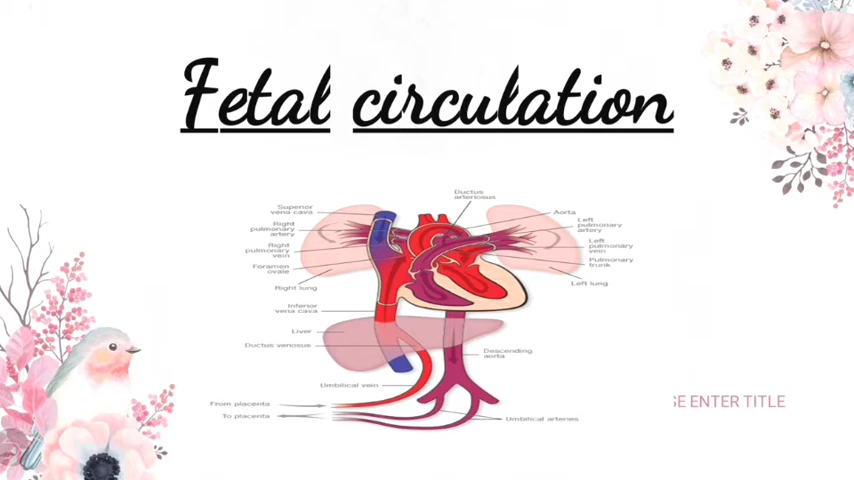 Fetal circulation
Ductus
arteriosus
Superior
vena cava
Aorta
Right
pulmonary
artery
Left
pulmonary
artery
Right
pulmonary
vein
Left
pulmonary
vein
Foramen
ovale
Pulmonary
trunk
Right lung
Left lung
Inferior
vena cava
Liver
Ductus venosus
Descending
aorta
Umbilical vein
From placenta
To placenta
Umbilical arteries
SE ENTER TITLE